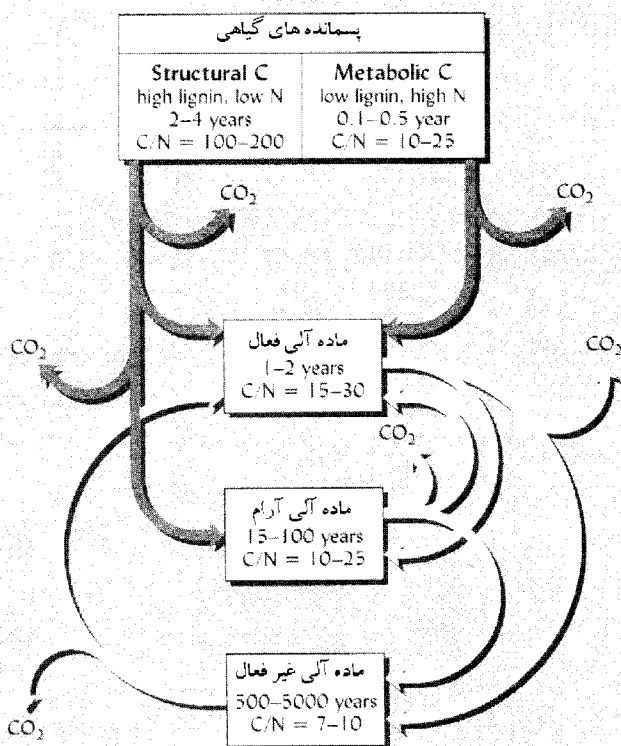 پسمانده های گیاهی
Structural C
high lignin, low N
2–4 years
C/N = 100–200
Metabolic C
low lignin, high N
0.1–0.5 year
C/N = 10–25
CO₂
CO₂
CO₂
CO₂
ماده آلی فعال
1–2 years
C/N = 15–30
CO₂
ماده آلی آرام
15–100 years
C/N = 10–25
ماده آلی غیر فعال
500–5000 years
C/N = 7–10
CO₂